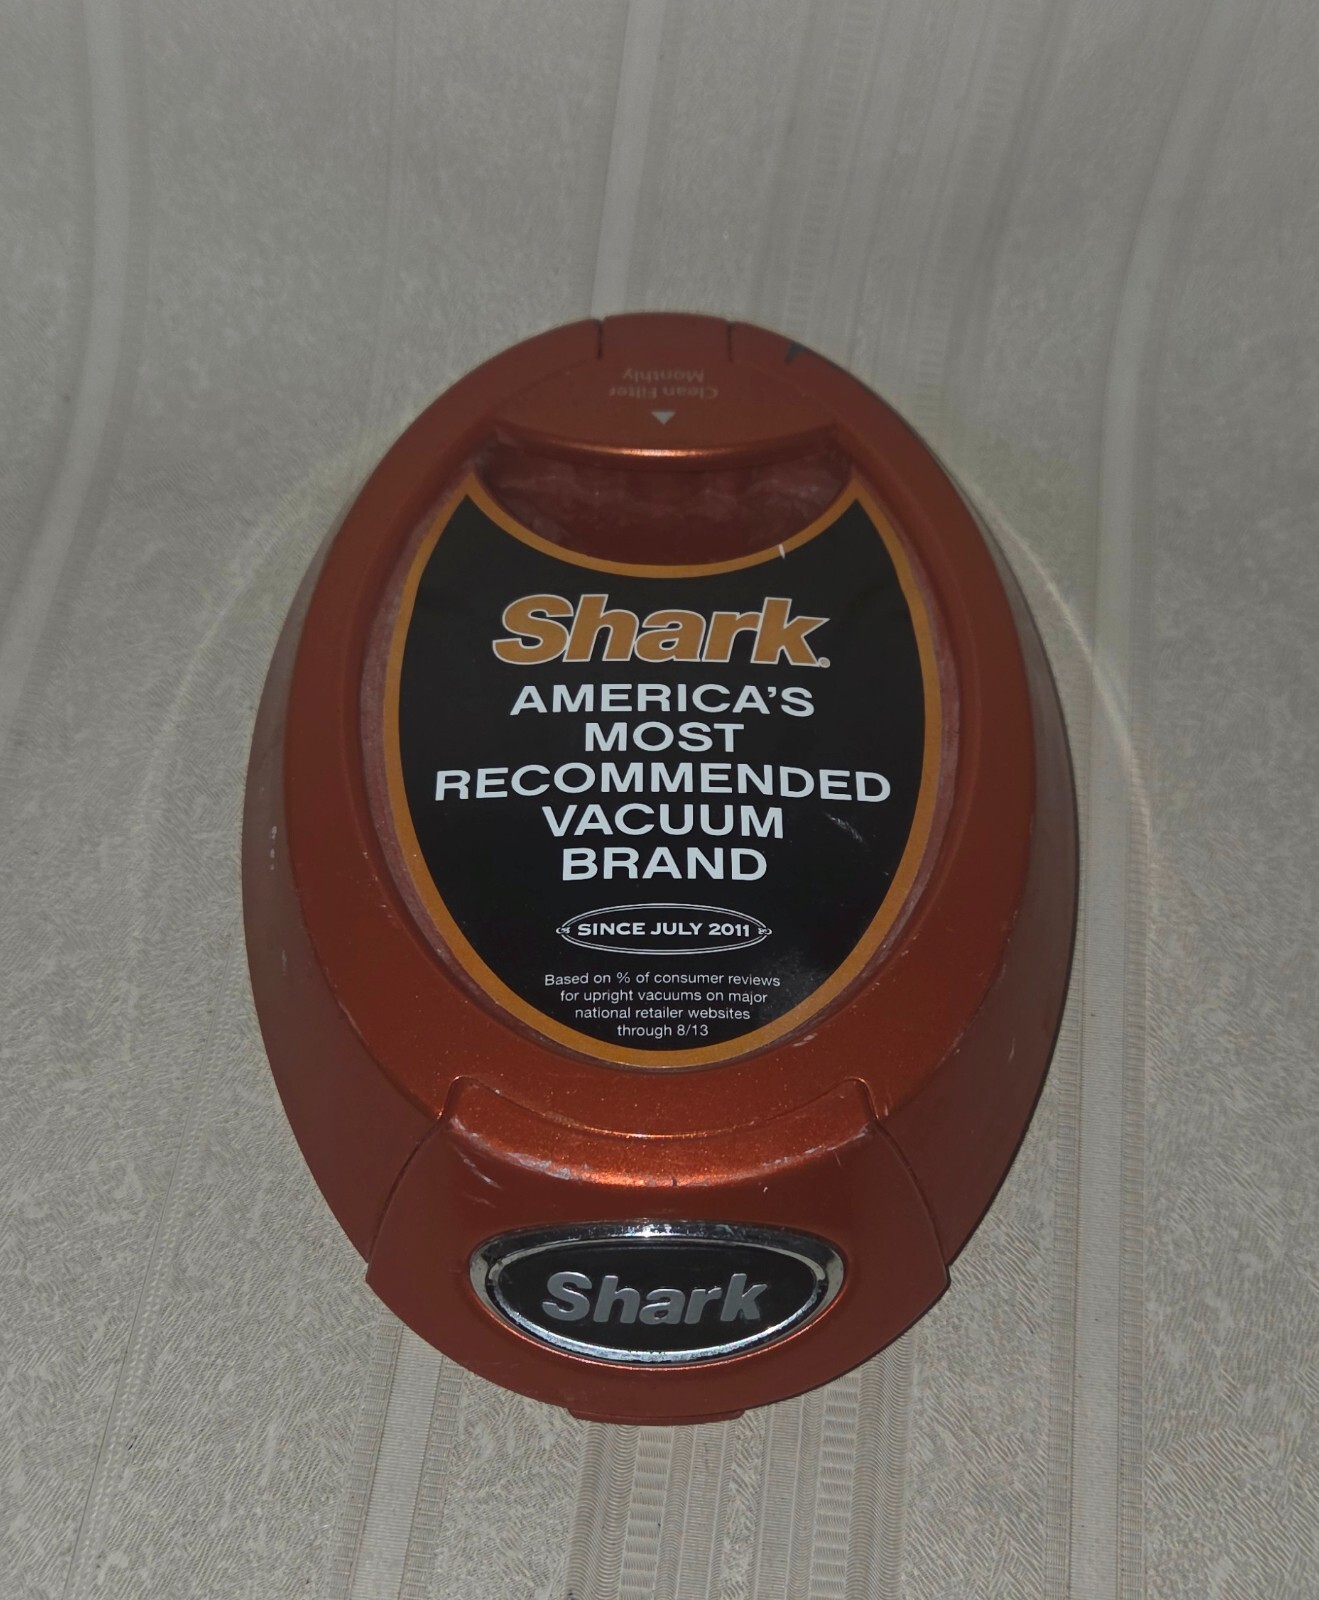 Clean Filter
Monthly
Shark®
AMERICA'S
MOST
RECOMMENDED
VACUUM
BRAND
SINCE JULY 2011
Based on % of consumer reviews
for upright vacuums on major
national retailer websites
through 8/13
Shark